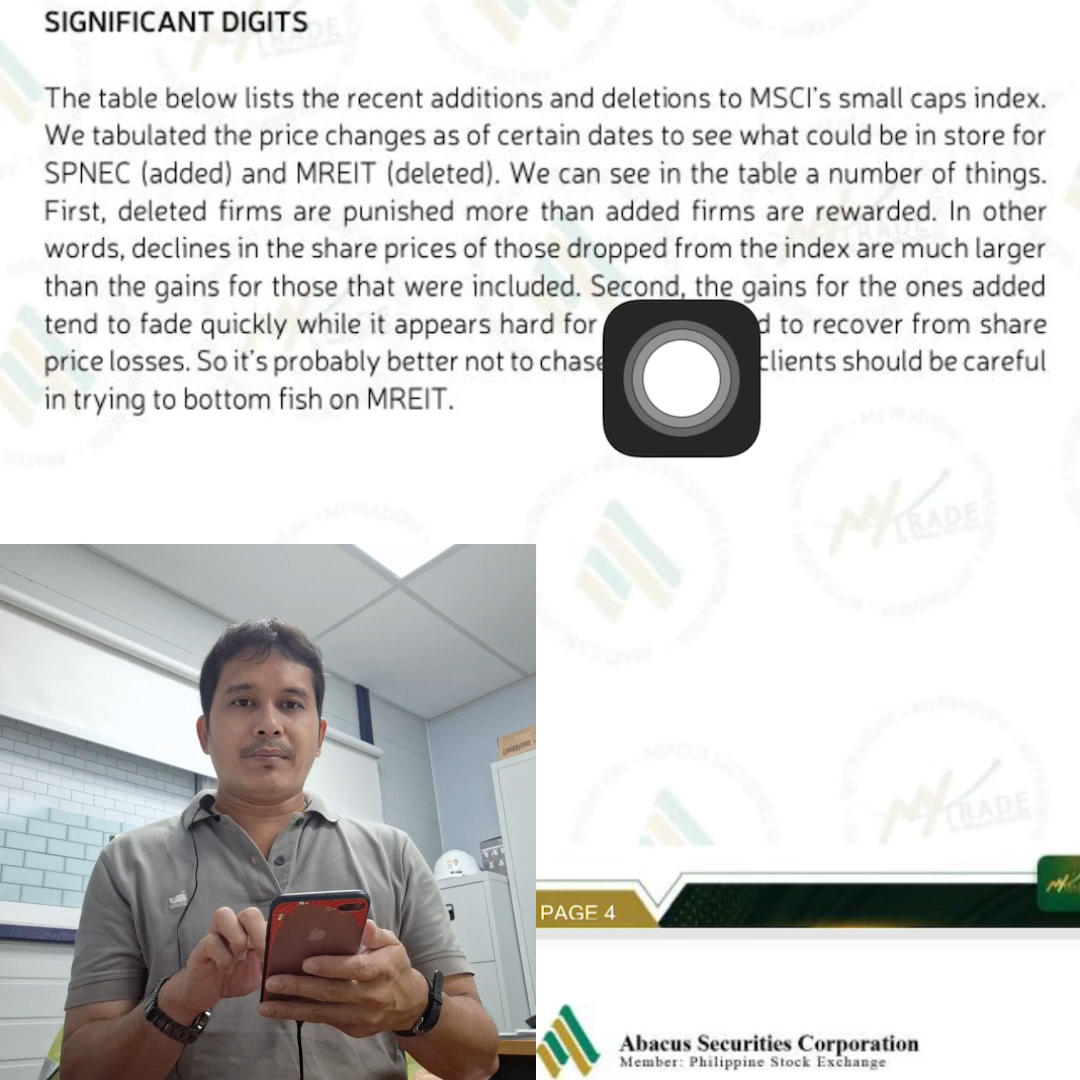 SIGNIFICANT DIGITS
The table below lists the recent additions and deletions to MSCI's small caps index.
We tabulated the price changes as of certain dates to see what could be in store for
SPNEC (added) and MREIT (deleted). We can see in the table a number of things.
First, deleted firms are punished more than added firms are rewarded. In other
words, declines in the share prices of those dropped from the index are much larger
than the gains for those that were included. Second, the gains for the ones added
tend to fade quickly while it appears hard for d to recover from share
price losses. So it's probably better not to chase clients should be careful
in trying to bottom fish on MREIT.
TRADE
TRADE
PAGE 4
Abacus Securities Corporation
Member: Philippine Stock Exchange